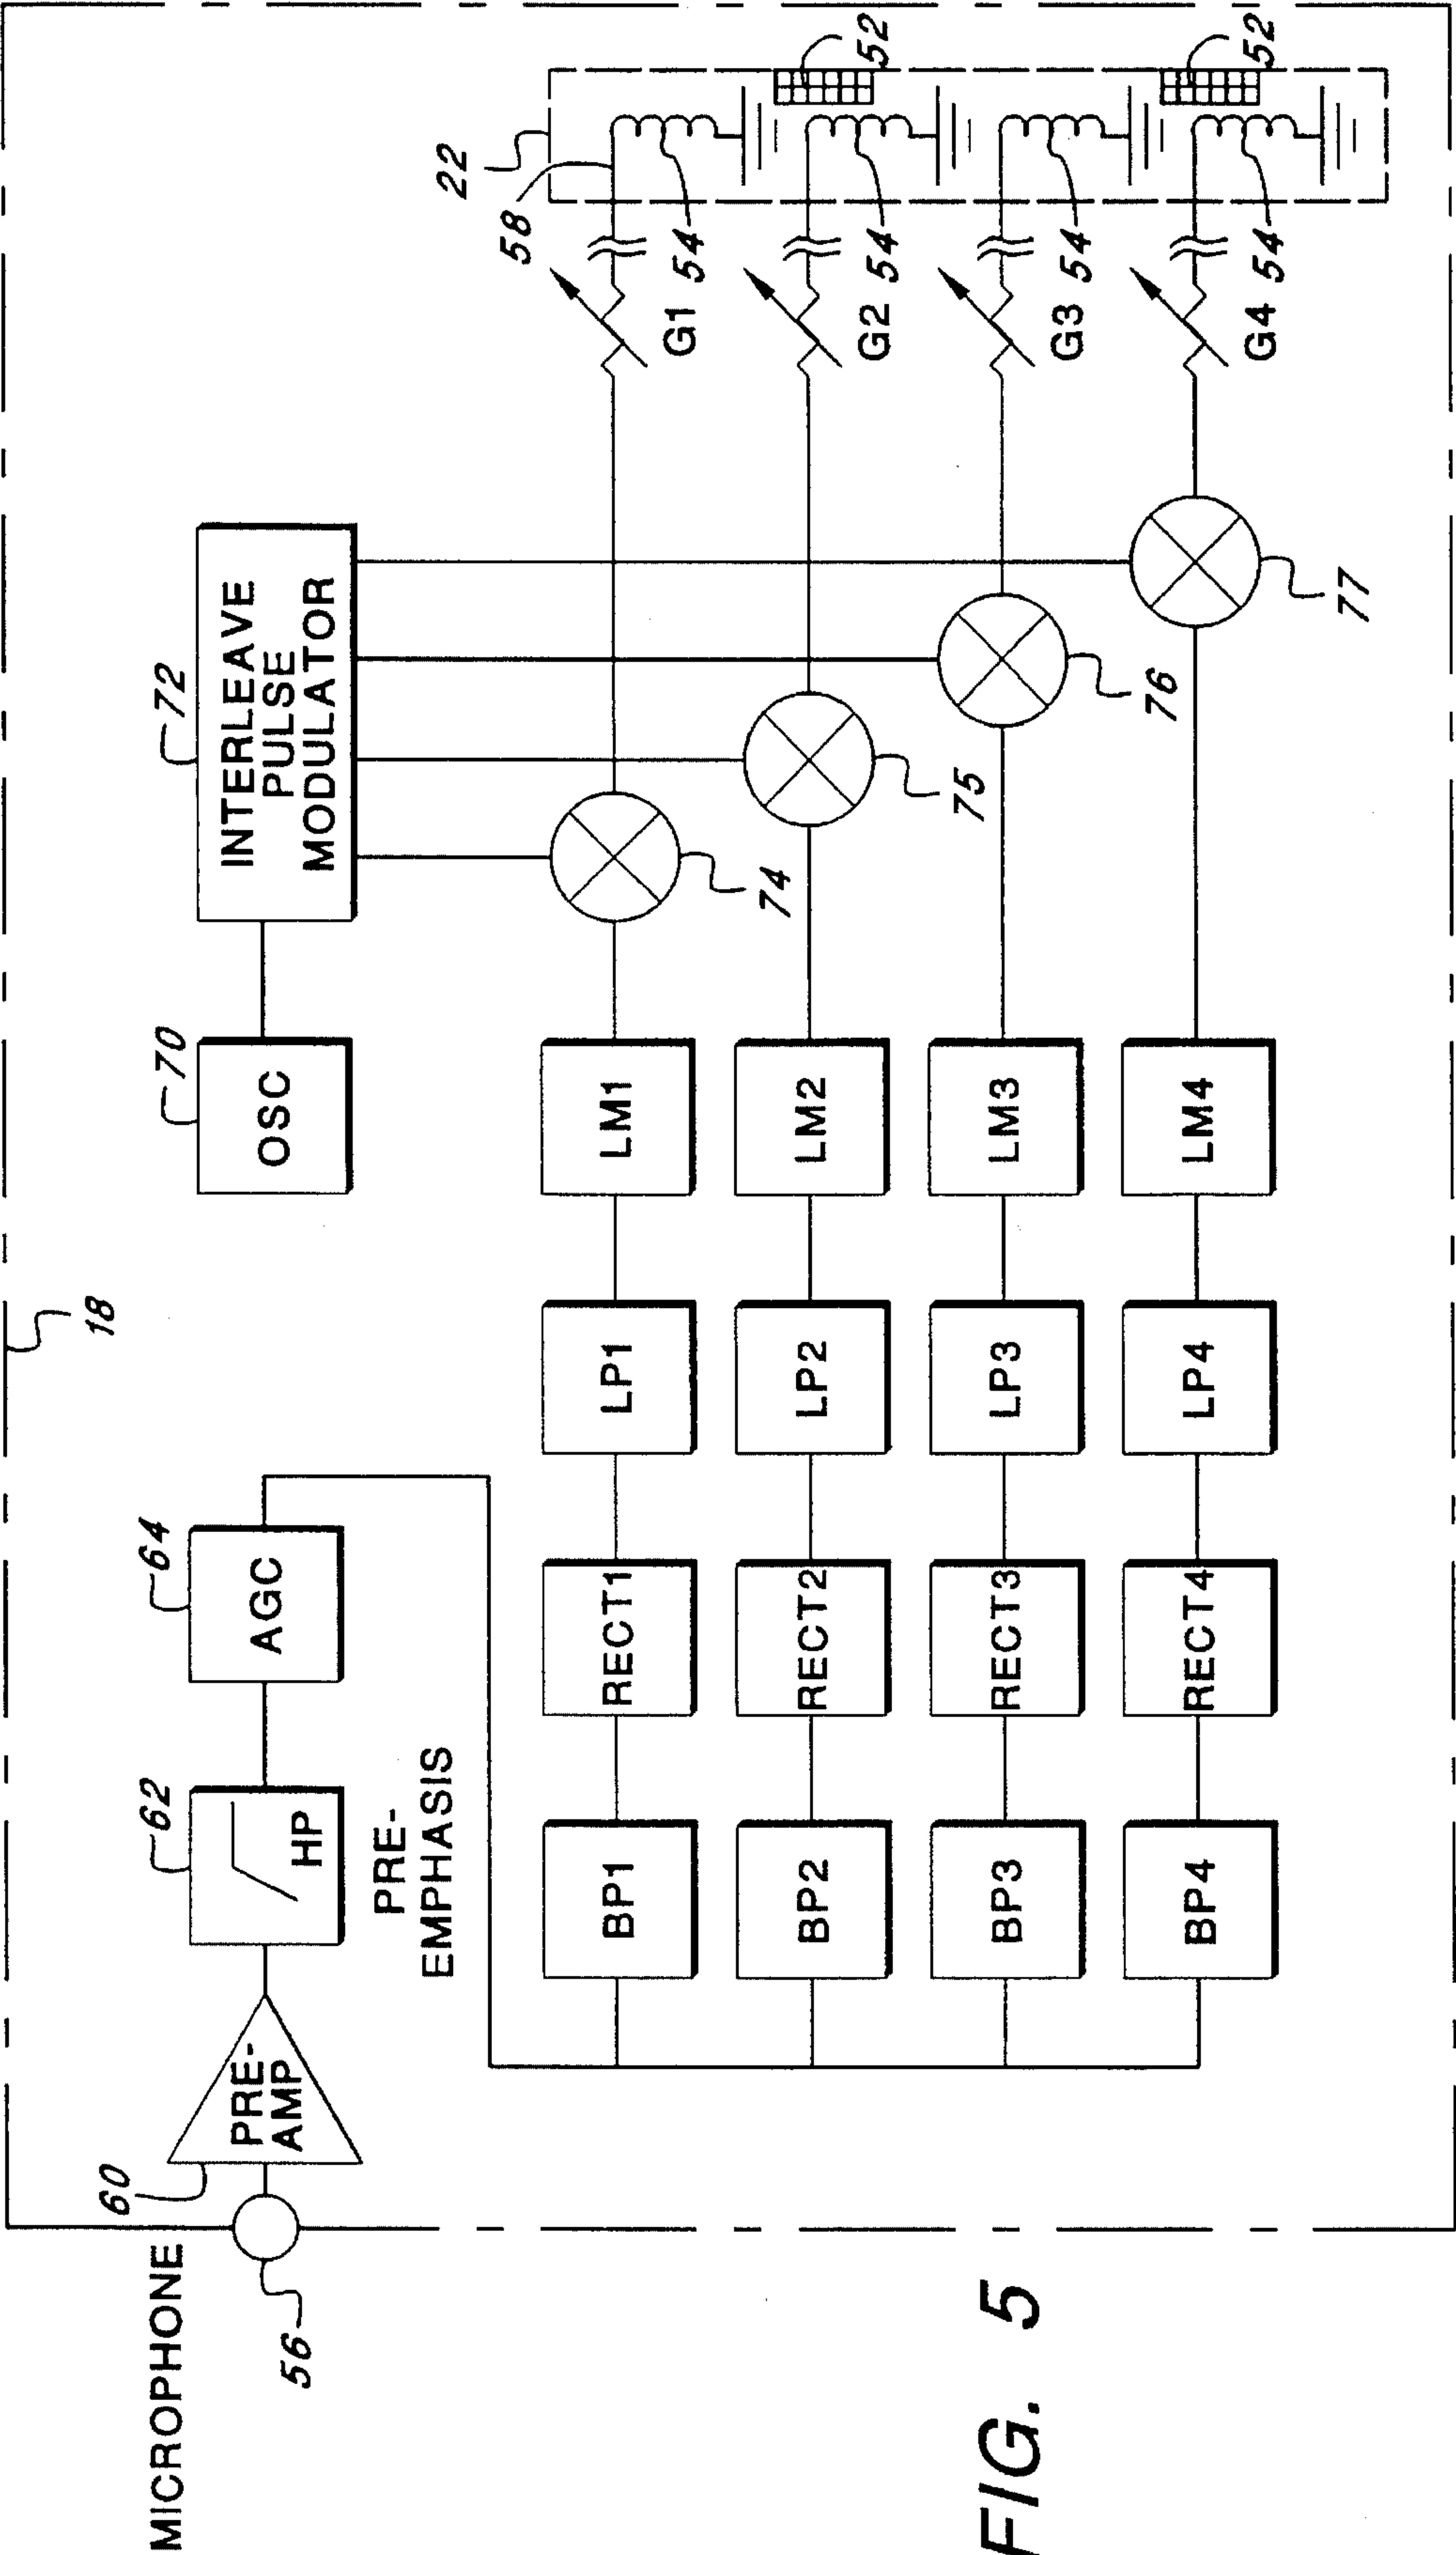 18
MICROPHONE
56
60
PRE-
AMP
62
HP
PRE-
EMPHASIS
64
AGC
70
OSC
72
INTERLEAVE
PULSE
MODULATOR
22
58
52
52
BP1
RECT1
LP1
LM1
74
G1
54
BP2
RECT2
LP2
LM2
75
G2
54
BP3
RECT3
LP3
LM3
76
G3
54
BP4
RECT4
LP4
LM4
77
G4
54
FIG. 5